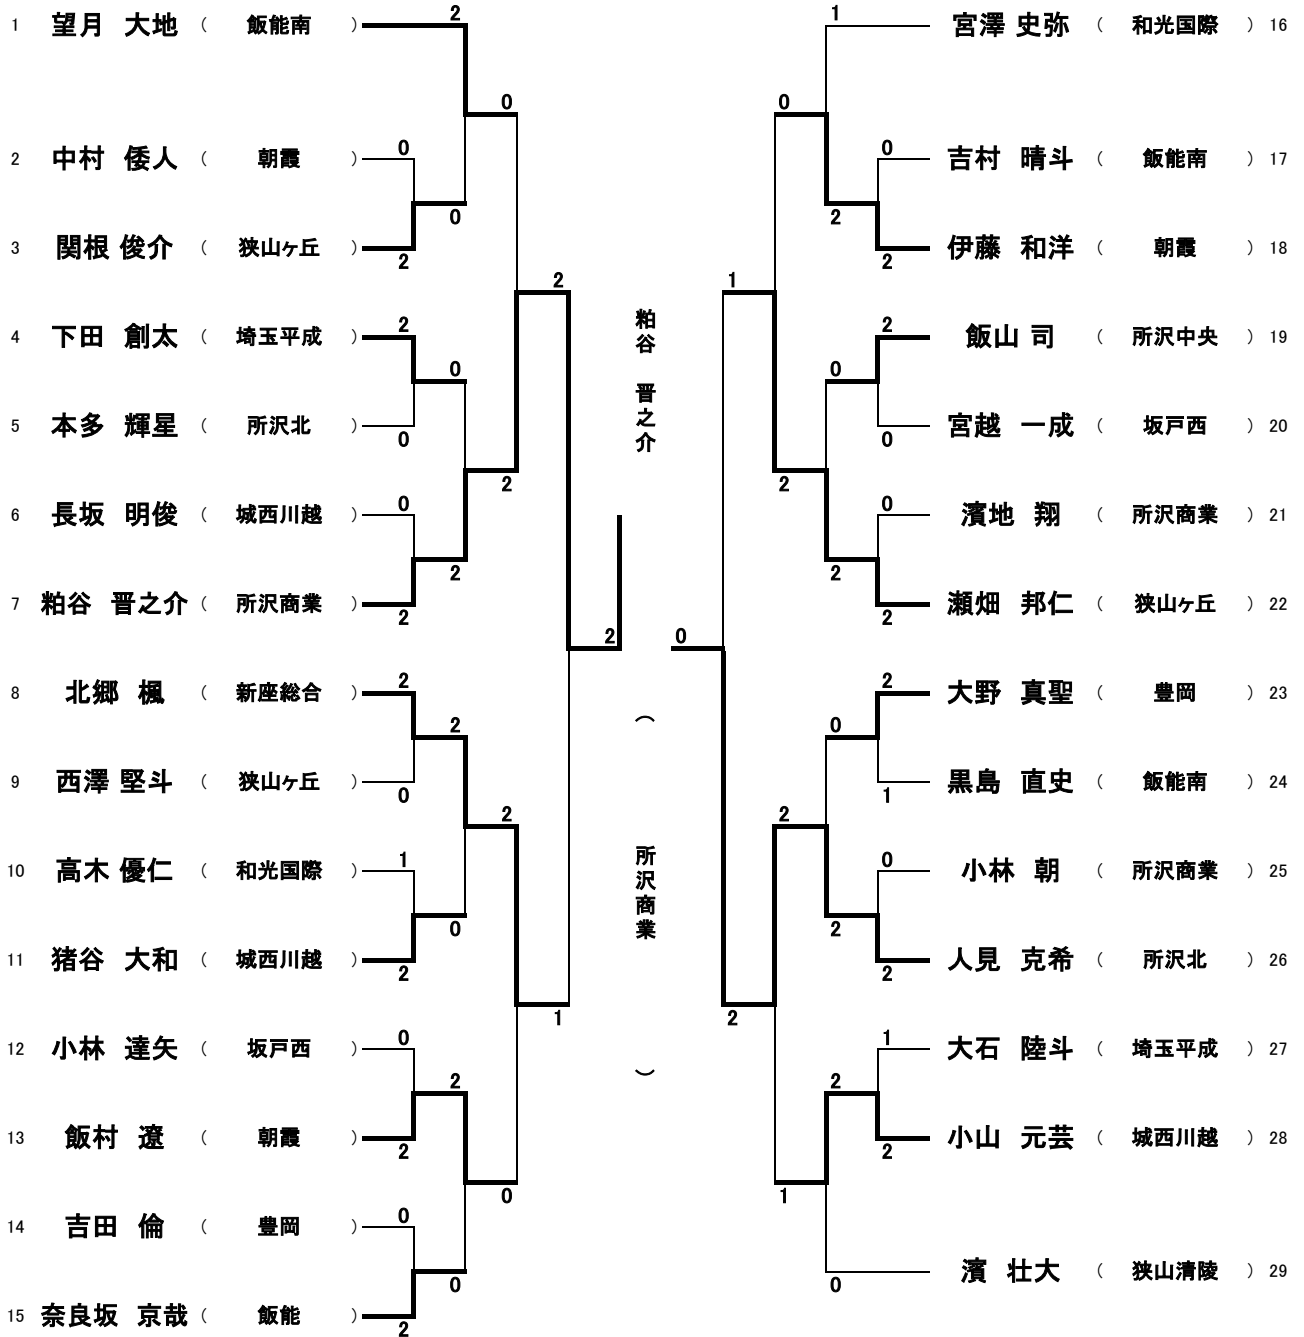 1 望月 大地 （ 飯能南 ） 2
0
2 中村 倭人 （ 朝霞 ） 0
0
3 関根 俊介 （ 狭山ヶ丘 ） 2
2
4 下田 創太 （ 埼玉平成 ） 2
0
5 本多 輝星 （ 所沢北 ） 0
2
6 長坂 明俊 （ 城西川越 ） 0
2
7 粕谷 晋之介 （ 所沢商業 ） 2
2
8 北郷 楓 （ 新座総合 ） 2
2
9 西澤 堅斗 （ 狭山ヶ丘 ） 0
2
10 高木 優仁 （ 和光国際 ） 1
0
11 猪谷 大和 （ 城西川越 ） 2
1
12 小林 達矢 （ 坂戸西 ） 0
2
13 飯村 遼 （ 朝霞 ） 2
0
14 吉田 倫 （ 豊岡 ） 0
0
15 奈良坂 京哉 （ 飯能 ） 2
粕谷 晋之介
（ 所沢商業 ）
1 宮澤 史弥 （ 和光国際 ） 16
0
0 吉村 晴斗 （ 飯能南 ） 17
2
2 伊藤 和洋 （ 朝霞 ） 18
1
2 飯山 司 （ 所沢中央 ） 19
0
0 宮越 一成 （ 坂戸西 ） 20
2
0 濱地 翔 （ 所沢商業 ） 21
2
2 瀬畑 邦仁 （ 狭山ヶ丘 ） 22
0
2 大野 真聖 （ 豊岡 ） 23
0
1 黒島 直史 （ 飯能南 ） 24
2
0 小林 朝 （ 所沢商業 ） 25
2
2 人見 克希 （ 所沢北 ） 26
2
1 大石 陸斗 （ 埼玉平成 ） 27
2
2 小山 元芸 （ 城西川越 ） 28
1
0 濱 壮大 （ 狭山清陵 ） 29